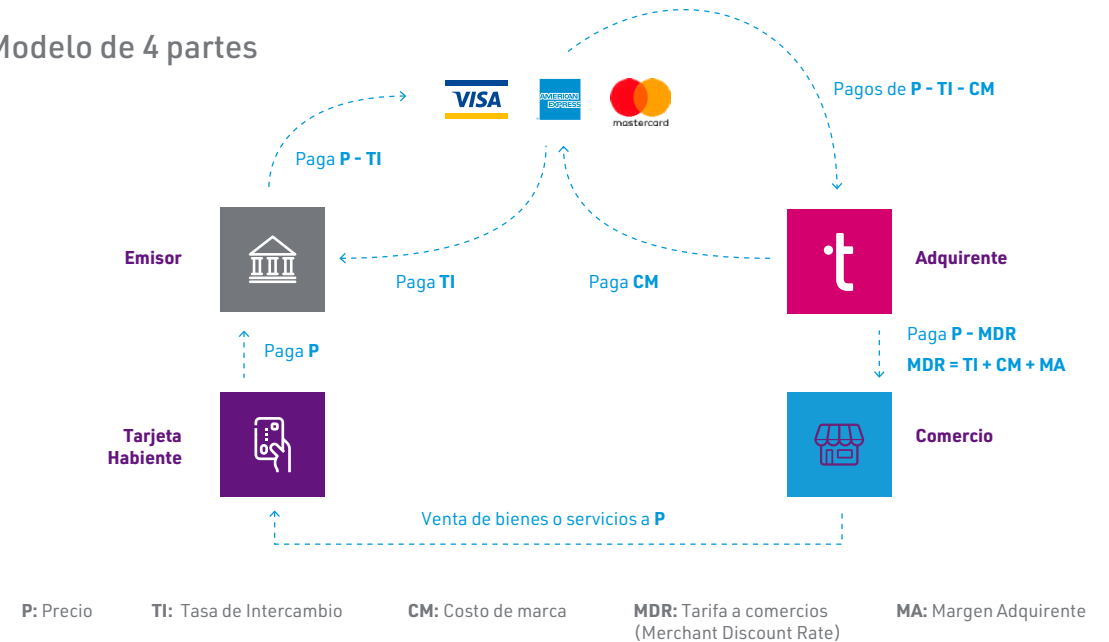 Modelo de 4 partes
VISA
AMERICAN
EXPRESS
mastercard
Pagos de P - TI - CM
Paga P - TI
Emisor
Adquirente
Paga TI
Paga CM
Paga P
Paga P - MDR
MDR = TI + CM + MA
Tarjeta
Habiente
Comercio
Venta de bienes o servicios a P
P: Precio
TI: Tasa de Intercambio
CM: Costo de marca
MDR: Tarifa a comercios
(Merchant Discount Rate)
MA: Margen Adquirente